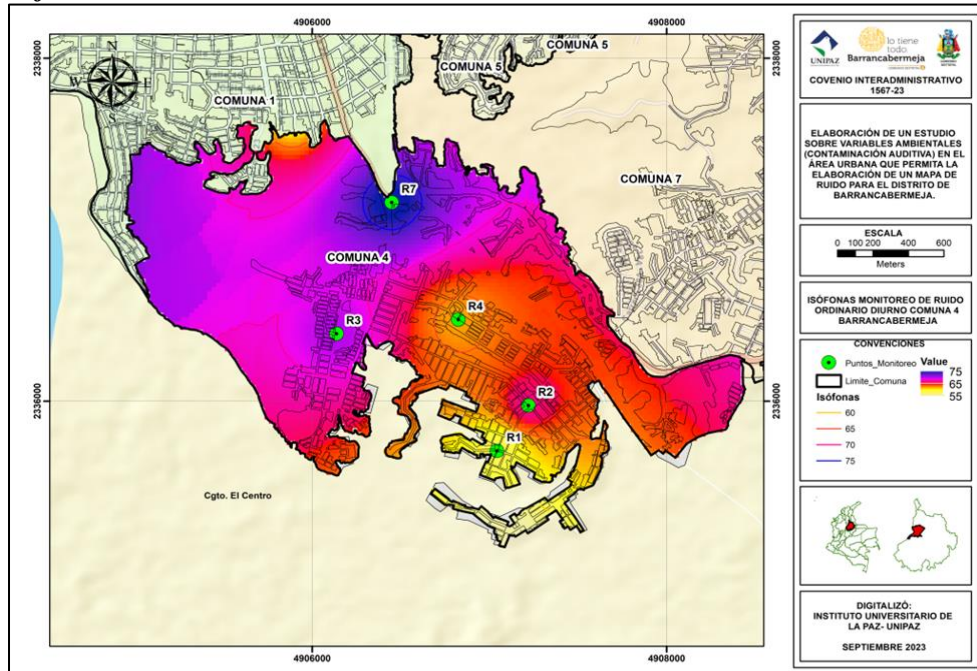 4906000
4908000
2338000
2338000
2336000
2336000
4906000
4908000
N
W
E
S
COMUNA 5
COMUNA 5
COMUNA 1
COMUNA 7
R7
COMUNA 4
R4
R3
R2
R1
Cgto. El Centro
UNIPAZ
lo tiene
todo
Barrancabermeja
COVENIO INTERADMINISTRATIVO
1567-23
ELABORACIÓN DE UN ESTUDIO
SOBRE VARIABLES AMBIENTALES
(CONTAMINACIÓN AUDITIVA) EN EL
ÁREA URBANA QUE PERMITA LA
ELABORACIÓN DE UN MAPA DE
RUIDO PARA EL DISTRITO DE
BARRANCABERMEJA.
ESCALA
0 100 200 400 600
Meters
ISÓFONAS MONITOREO DE RUIDO
ORDINARIO DIURNO COMUNA 4
BARRANCABERMEJA
CONVENCIONES
Puntos_Monitoreo
Limite_Comuna
Value
75
65
55
Isófonas
60
65
70
75
DIGITALIZÓ:
INSTITUTO UNIVERSITARIO DE
LA PAZ- UNIPAZ
SEPTIEMBRE 2023